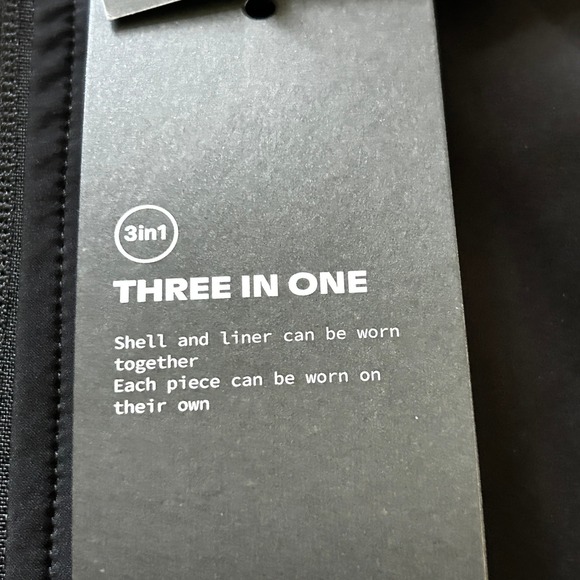 3in1
THREE IN ONE
Shell and liner can be worn
together
Each piece can be worn on
their own